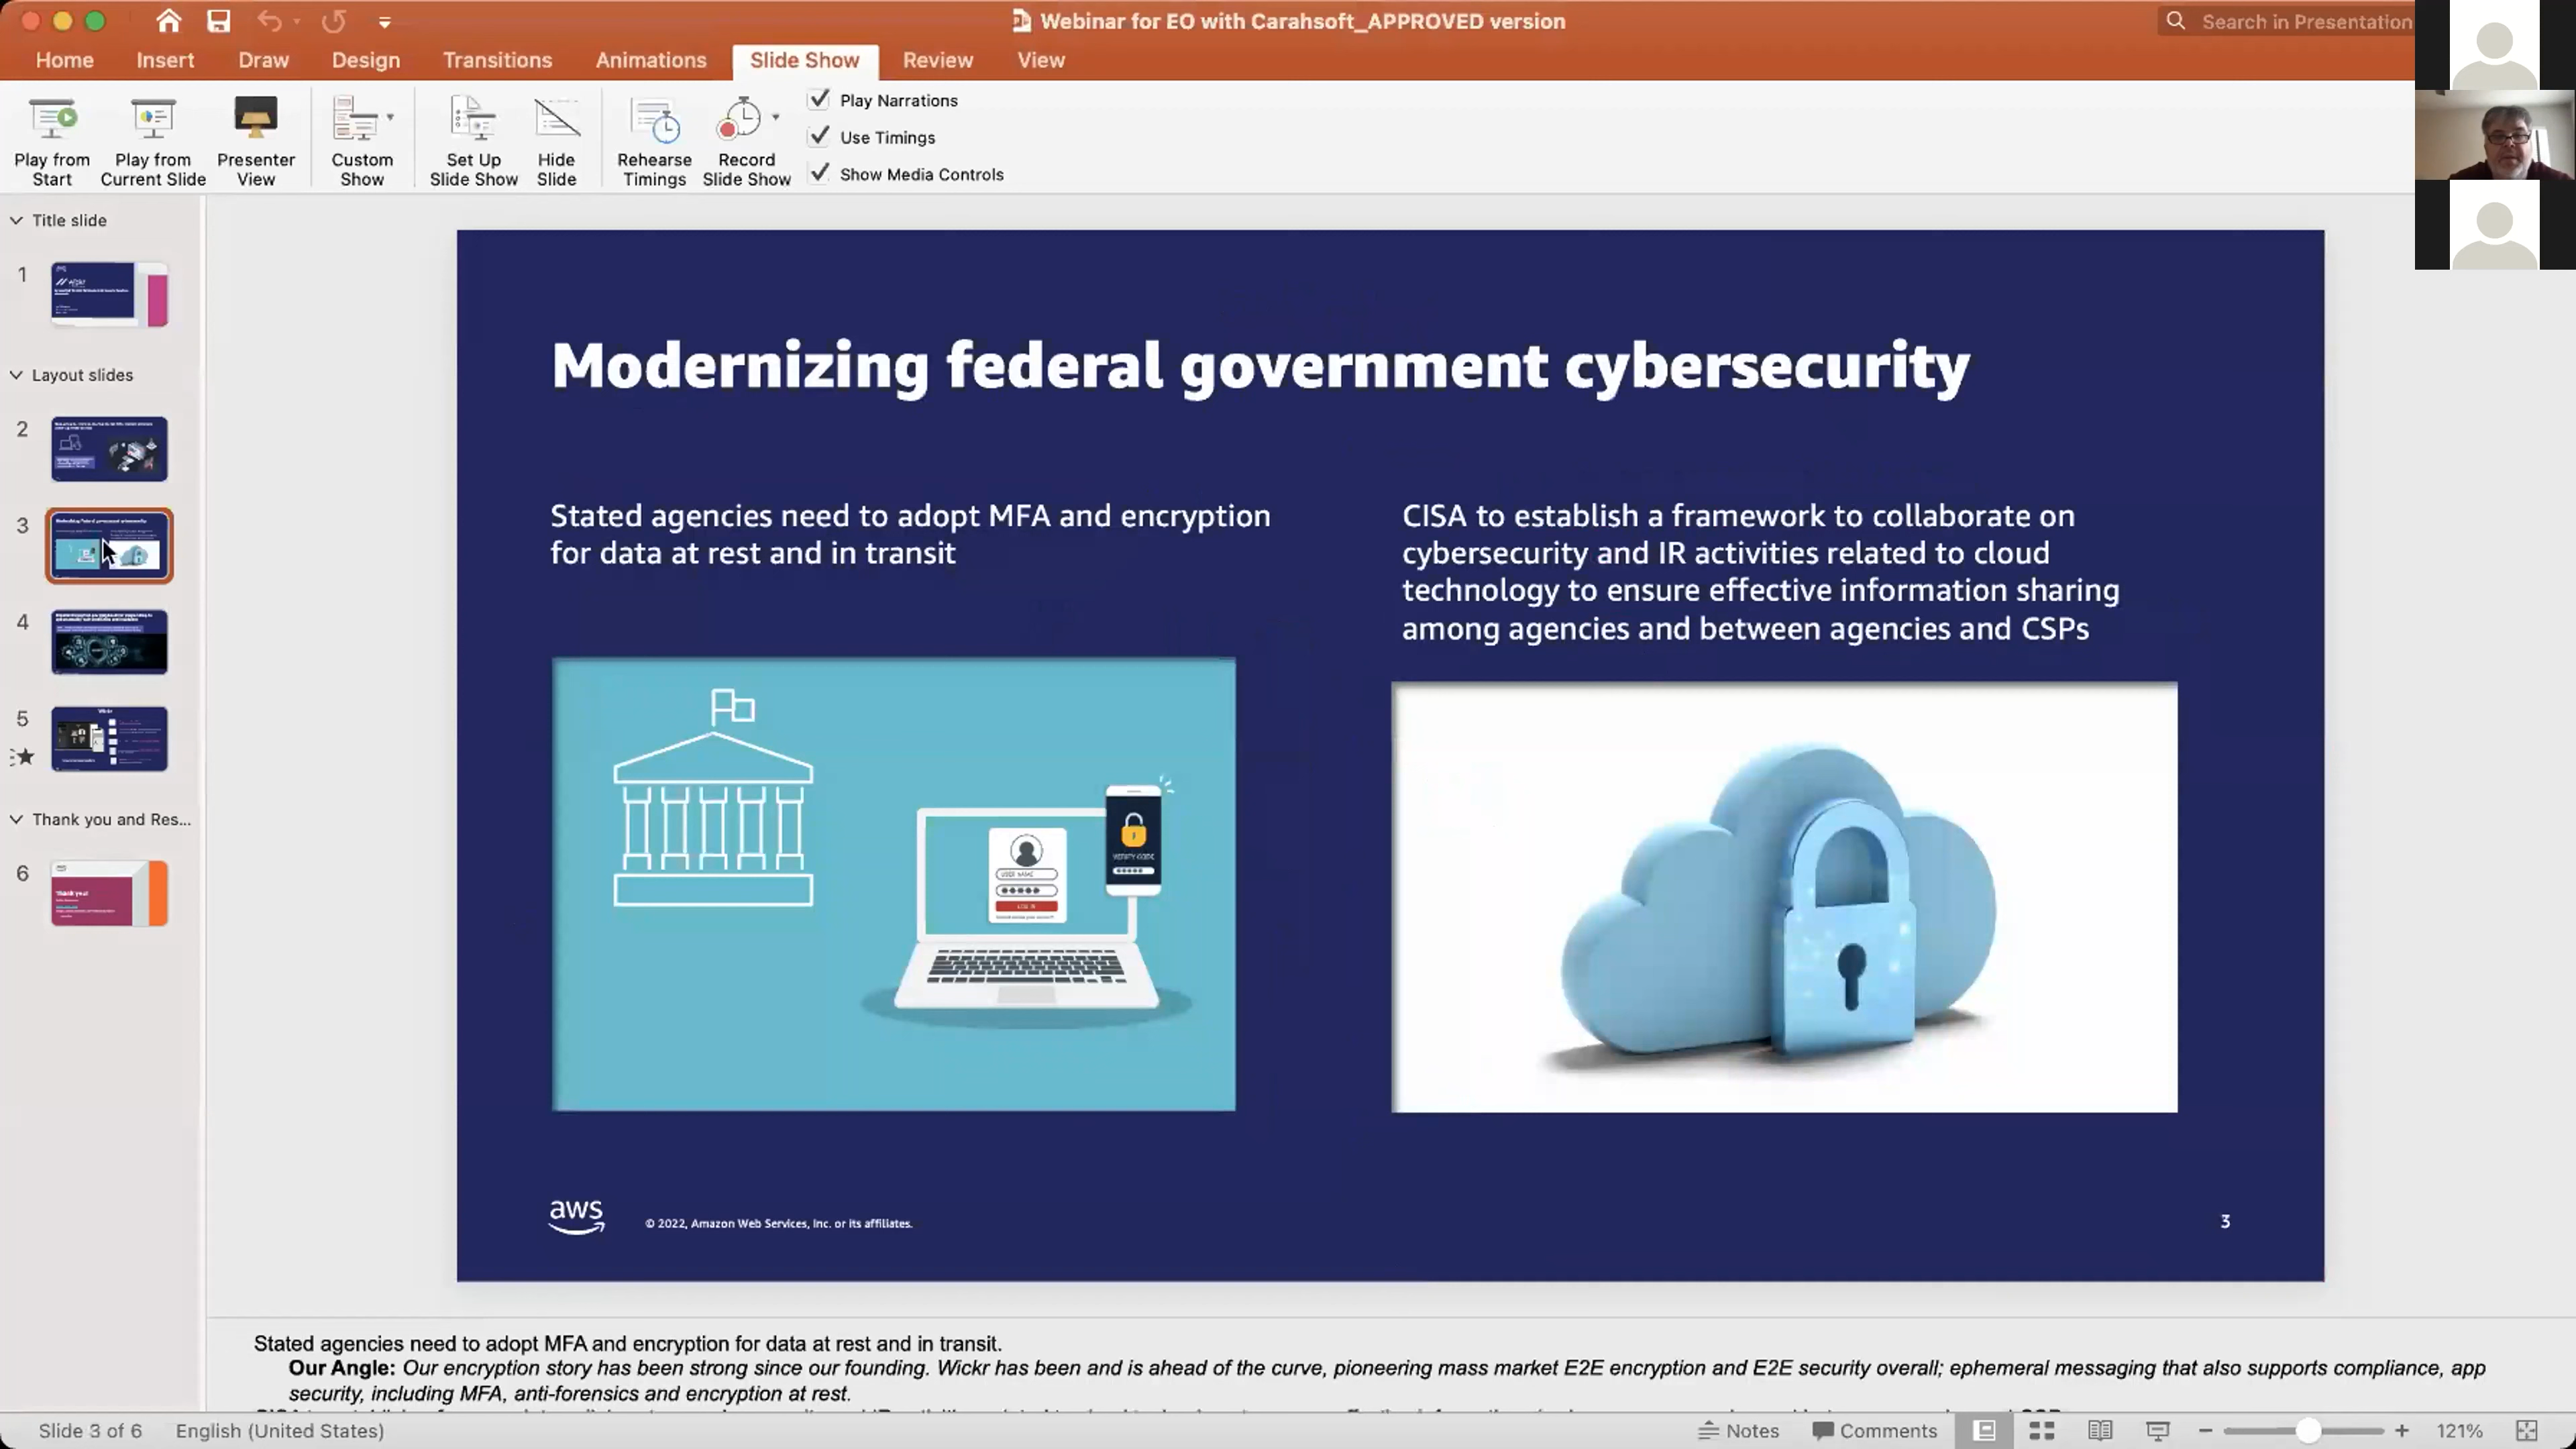 Webinar for EO with Carahsoft_APPROVED version
Search in Presentation
Home Insert Draw Design Transitions Animations Slide Show Review View
Play from Start
Play from Current Slide
Presenter View
Custom Show
Set Up Slide Show
Hide Slide
Rehearse Timings
Record Slide Show
Play Narrations
Use Timings
Show Media Controls
Title slide
1
Layout slides
2
3
4
5
Thank you and Res...
6
Thank you!
Modernizing federal government cybersecurity
Stated agencies need to adopt MFA and encryption
for data at rest and in transit
CISA to establish a framework to collaborate on
cybersecurity and IR activities related to cloud
technology to ensure effective information sharing
among agencies and between agencies and CSPs
VERIFY CODE
USER NAME
LOG IN
aws
© 2022, Amazon Web Services, Inc. or its affiliates.
3
Stated agencies need to adopt MFA and encryption for data at rest and in transit.
Our Angle: Our encryption story has been strong since our founding. Wickr has been and is ahead of the curve, pioneering mass market E2E encryption and E2E security overall; ephemeral messaging that also supports compliance, app
security, including MFA, anti-forensics and encryption at rest.
Slide 3 of 6
English (United States)
Notes
Comments
121%